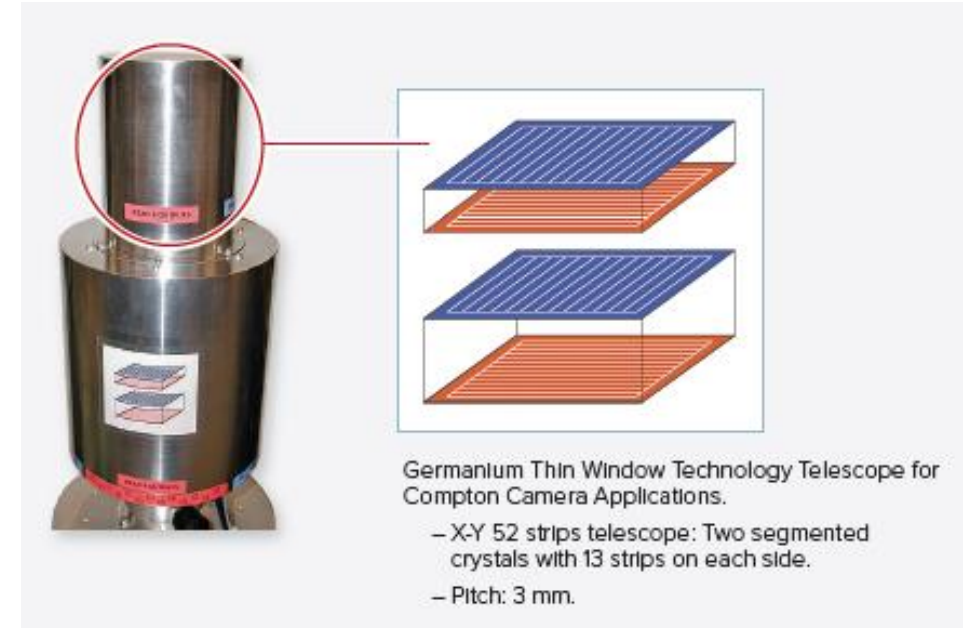 Germanium Thin Window Technology Telescope for
Compton Camera Applications.
– X-Y 52 strips telescope: Two segmented
crystals with 13 strips on each side.
– Pitch: 3 mm.